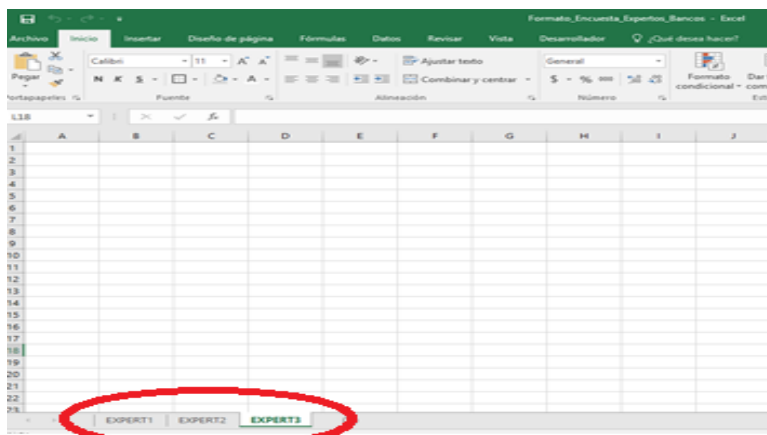 Formato_Encuesta_Expertos_Bancos - Excel
Archivo Inicio Insertar Diseño de página Fórmulas Datos Revisar Vista Desarrollador ¿Qué desea hacer?
Calibri 11 Ajustar texto General
Pegar N K S A Combinar y centrar $ % 000 Formato condicional Dar
Portapapeles Fuente Alineación Número
L18 fx
A B C D E F G H I J
1
2
3
4
5
6
7
8
9
10
11
12
13
14
15
16
17
18
19
20
21
22
23
EXPERT1 EXPERT2 EXPERT3